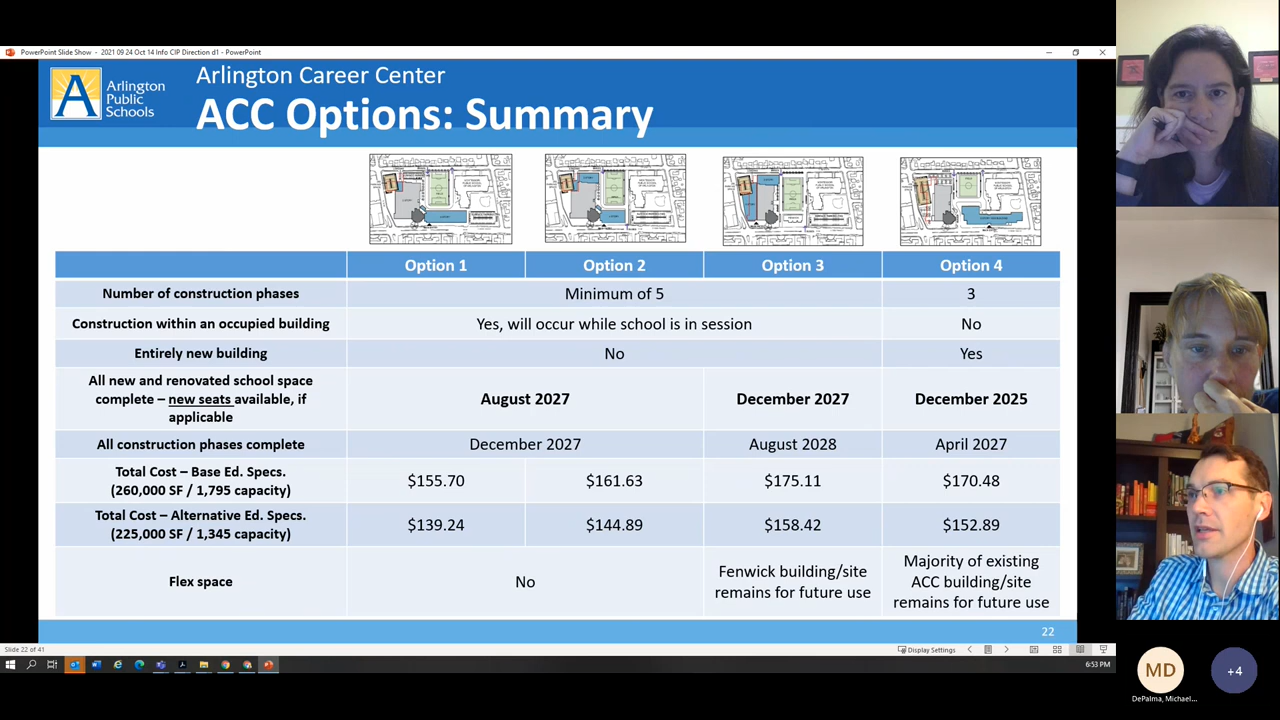 PowerPoint Slide Show - 2021 09 24 Oct 14 Info CIP Direction d1 - PowerPoint
Arlington
Public
Schools
Arlington Career Center
ACC Options: Summary
Option 1
Option 2
Option 3
Option 4
Number of construction phases
Minimum of 5
3
Construction within an occupied building
Yes, will occur while school is in session
No
Entirely new building
No
Yes
All new and renovated school space
complete – new seats available, if
applicable
August 2027
December 2027
December 2025
All construction phases complete
December 2027
August 2028
April 2027
Total Cost – Base Ed. Specs.
(260,000 SF / 1,795 capacity)
$155.70
$161.63
$175.11
$170.48
Total Cost – Alternative Ed. Specs.
(225,000 SF / 1,345 capacity)
$139.24
$144.89
$158.42
$152.89
Flex space
No
Fenwick building/site
remains for future use
Majority of existing
ACC building/site
remains for future use
22
Slide 22 of 41
Display Settings
6:53 PM
MD
+4
DePalma, Michael...